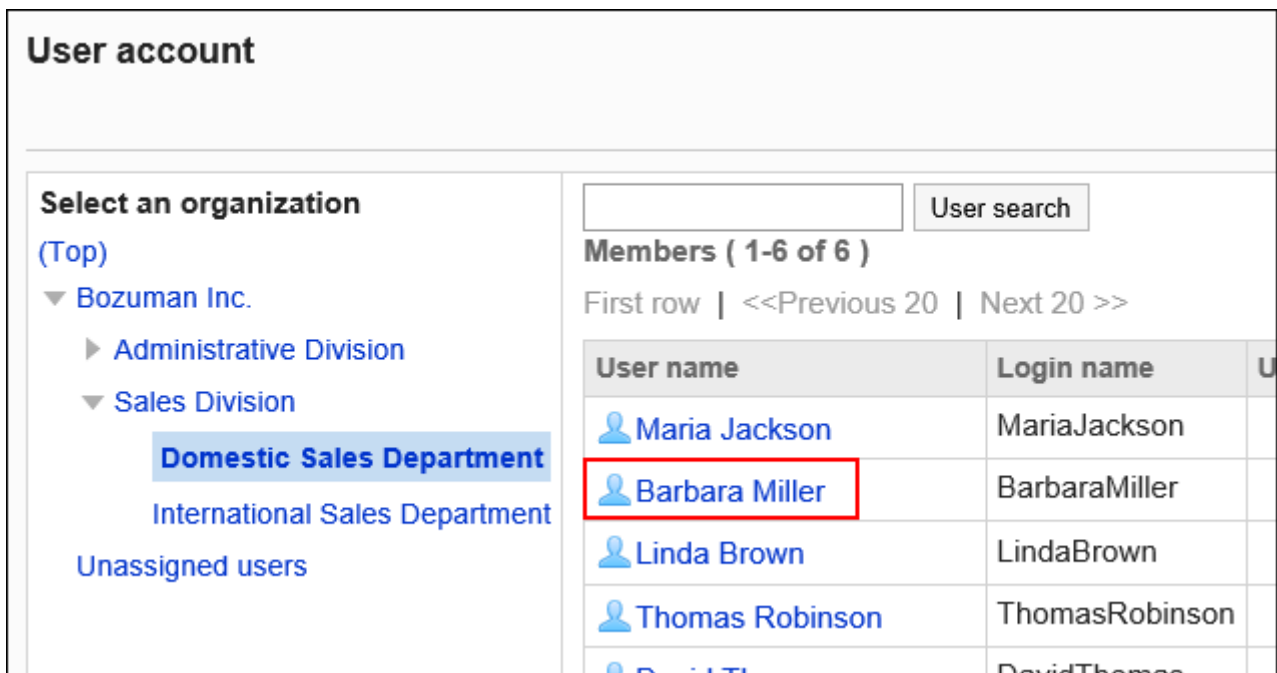 User account
Select an organization
(Top)
Bozuman Inc.
Administrative Division
Sales Division
Domestic Sales Department
International Sales Department
Unassigned users
User search
Members ( 1-6 of 6 )
First row | <<Previous 20 | Next 20 >>
User name Login name U
Maria Jackson MariaJackson
Barbara Miller BarbaraMiller
Linda Brown LindaBrown
Thomas Robinson ThomasRobinson